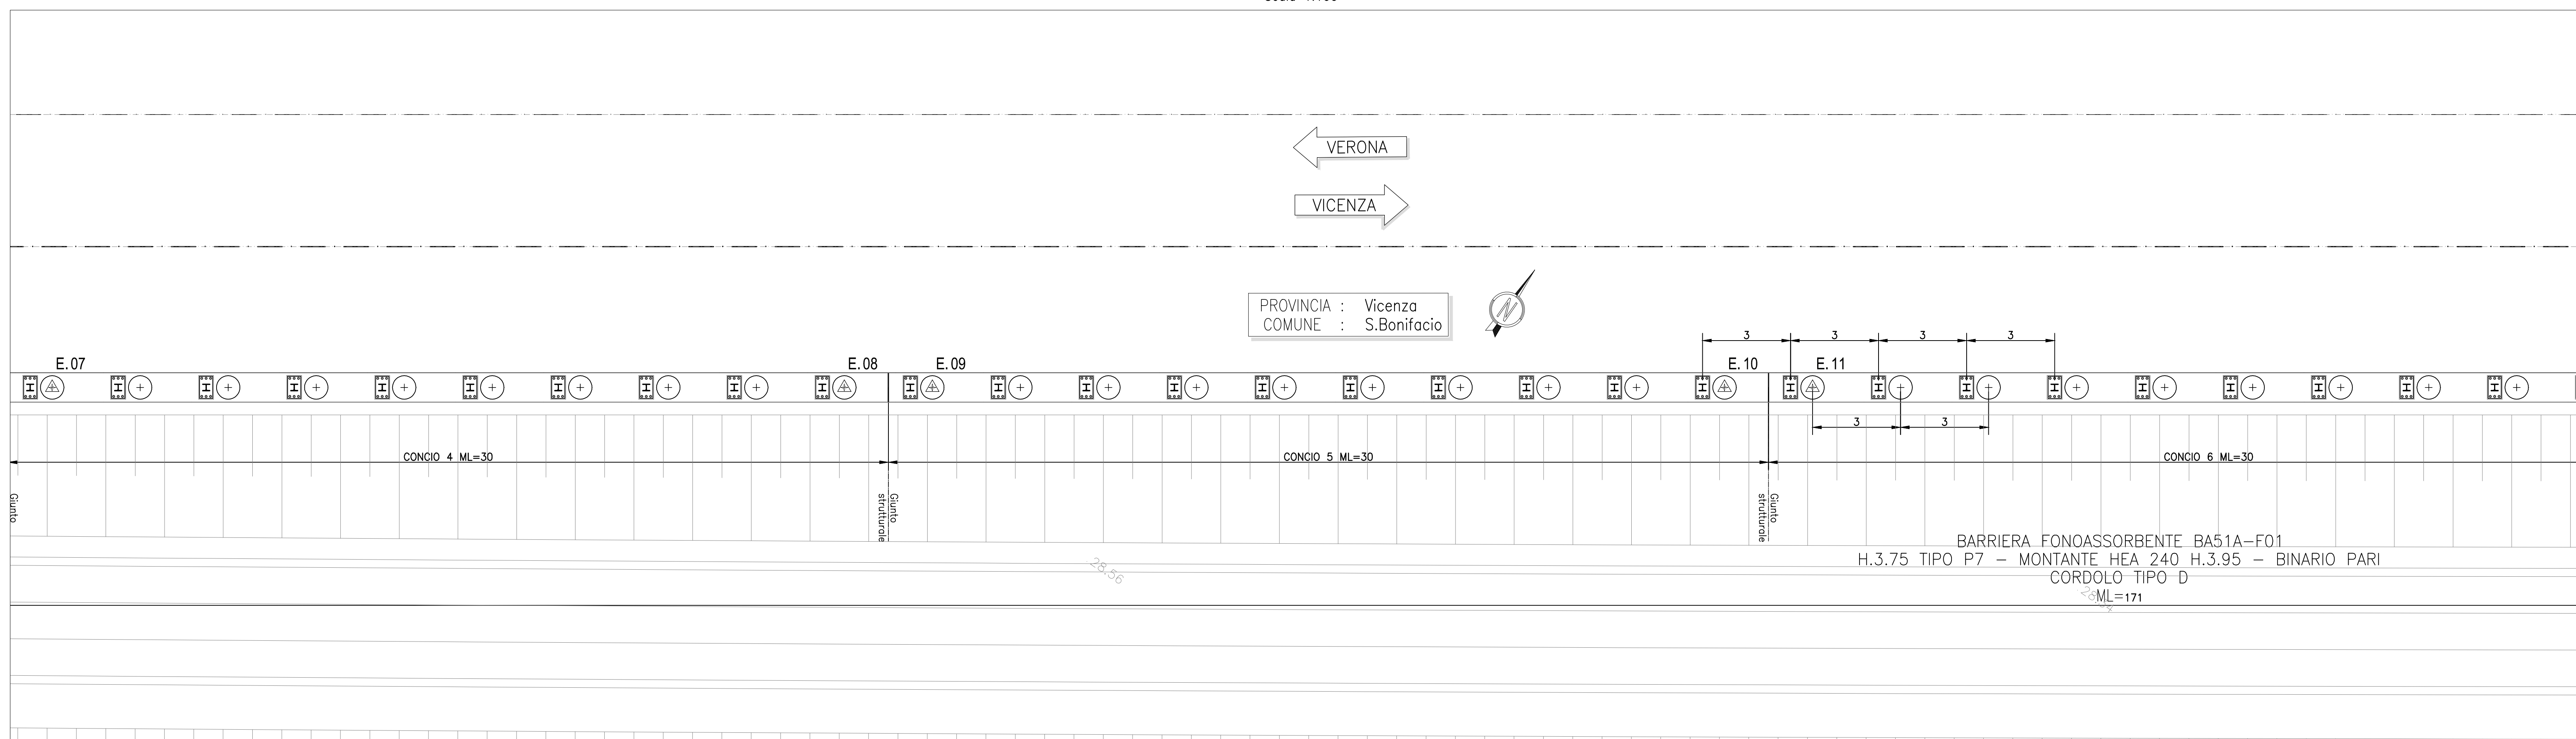 VERONA
VICENZA
PROVINCIA : Vicenza
COMUNE : S.Bonifacio
N
3 3 3 3
E.07 E.08 E.09 E.10 E.11
3 3
CONCIO 4 ML=30 CONCIO 5 ML=30 CONCIO 6 ML=30
Giunto
Giunto
strutturale
Giunto
strutturale
BARRIERA FONOASSORBENTE BA51A-F01
H.3.75 TIPO P7 - MONTANTE HEA 240 H.3.95 - BINARIO PARI
CORDOLO TIPO D
ML=171
28.56